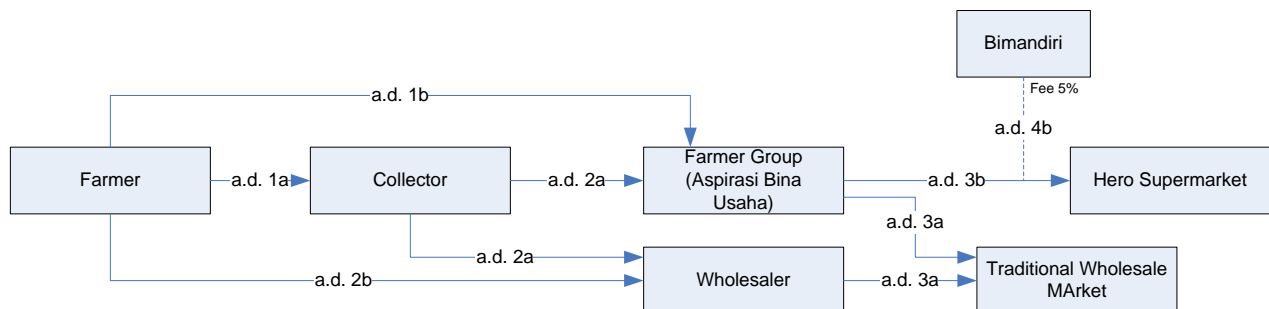 Bimandiri
Fee 5%
a.d. 1b
a.d. 4b
Farmer
a.d. 1a
Collector
a.d. 2a
Farmer Group
(Aspirasi Bina
Usaha)
a.d. 3b
Hero Supermarket
a.d. 3a
a.d. 2a
a.d. 2b
Wholesaler
a.d. 3a
Traditional Wholesale
MArket